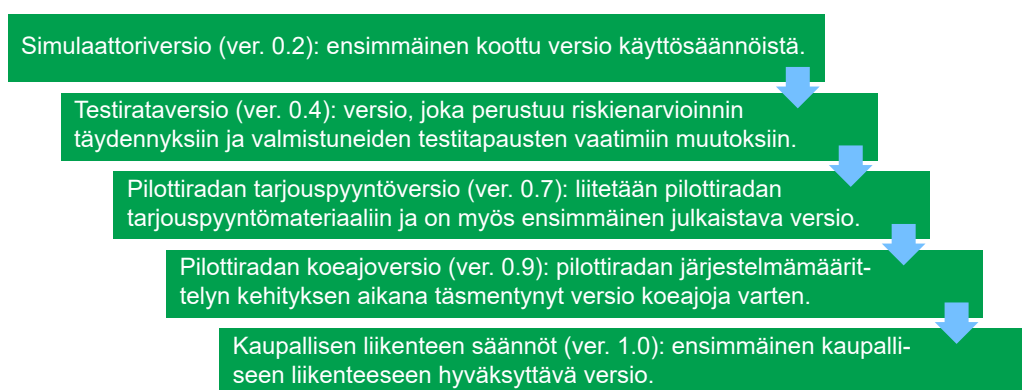 Simulaattoriversio (ver. 0.2): ensimmäinen koottu versio käyttösäännöistä.
Testirataversio (ver. 0.4): versio, joka perustuu riskienarvioinnin
täydennyksiin ja valmistuneiden testitapausten vaatimiin muutoksiin.
Pilottiradan tarjouspyyntöversio (ver. 0.7): liitetään pilottiradan
tarjouspyyntömateriaaliin ja on myös ensimmäinen julkaistava versio.
Pilottiradan koeajoversio (ver. 0.9): pilottiradan järjestelmämäärit-
telyn kehityksen aikana täsmentynyt versio koeajoja varten.
Kaupallisen liikenteen säännöt (ver. 1.0): ensimmäinen kaupalli-
seen liikenteeseen hyväksyttävä versio.